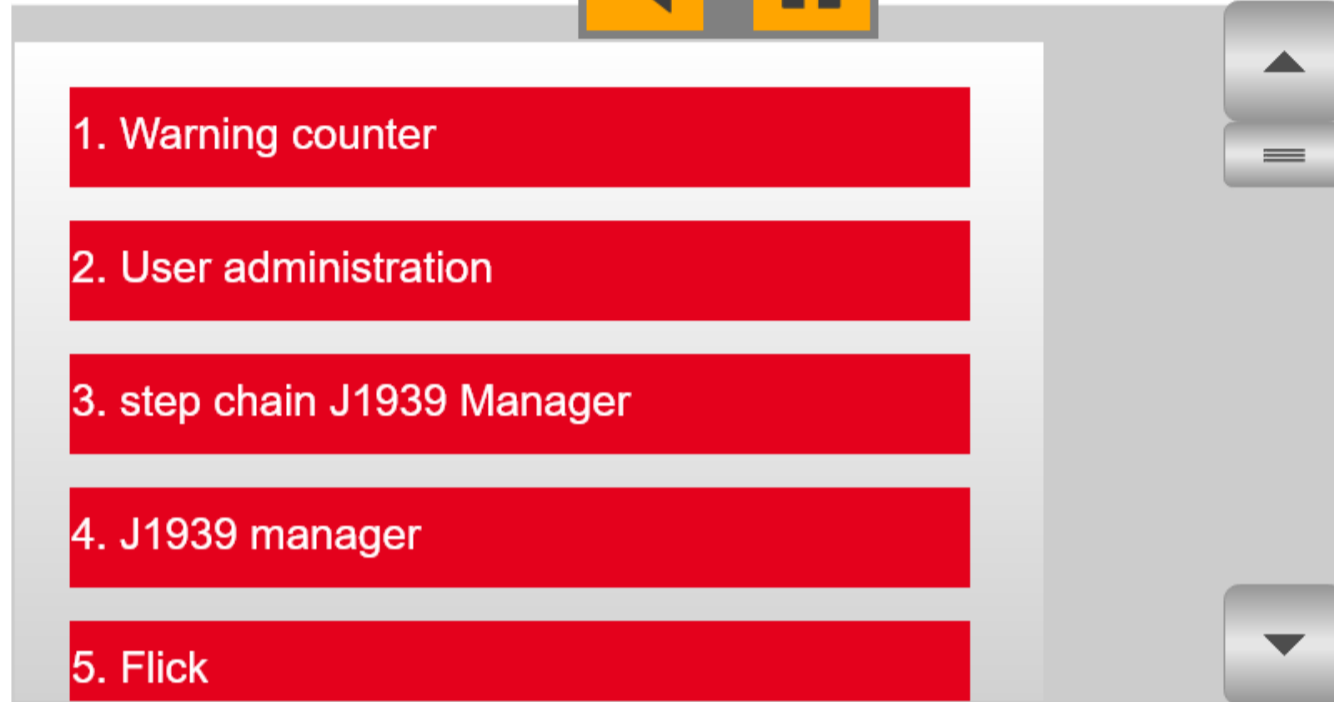 1. Warning counter
2. User administration
3. step chain J1939 Manager
4. J1939 manager
5. Flick